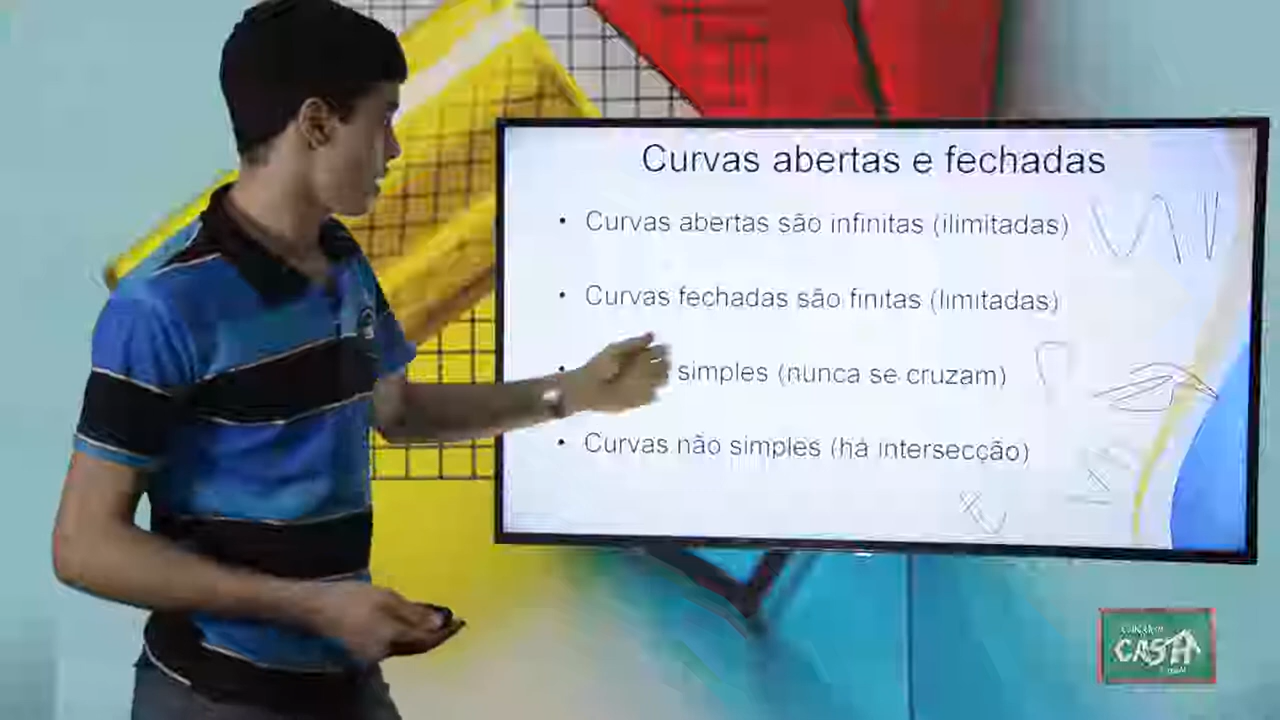 Curvas abertas e fechadas
• Curvas abertas são infinitas (ilimitadas)
• Curvas fechadas são finitas (limitadas)
• simples (nunca se cruzam)
• Curvas não simples (há intersecção)
CASH